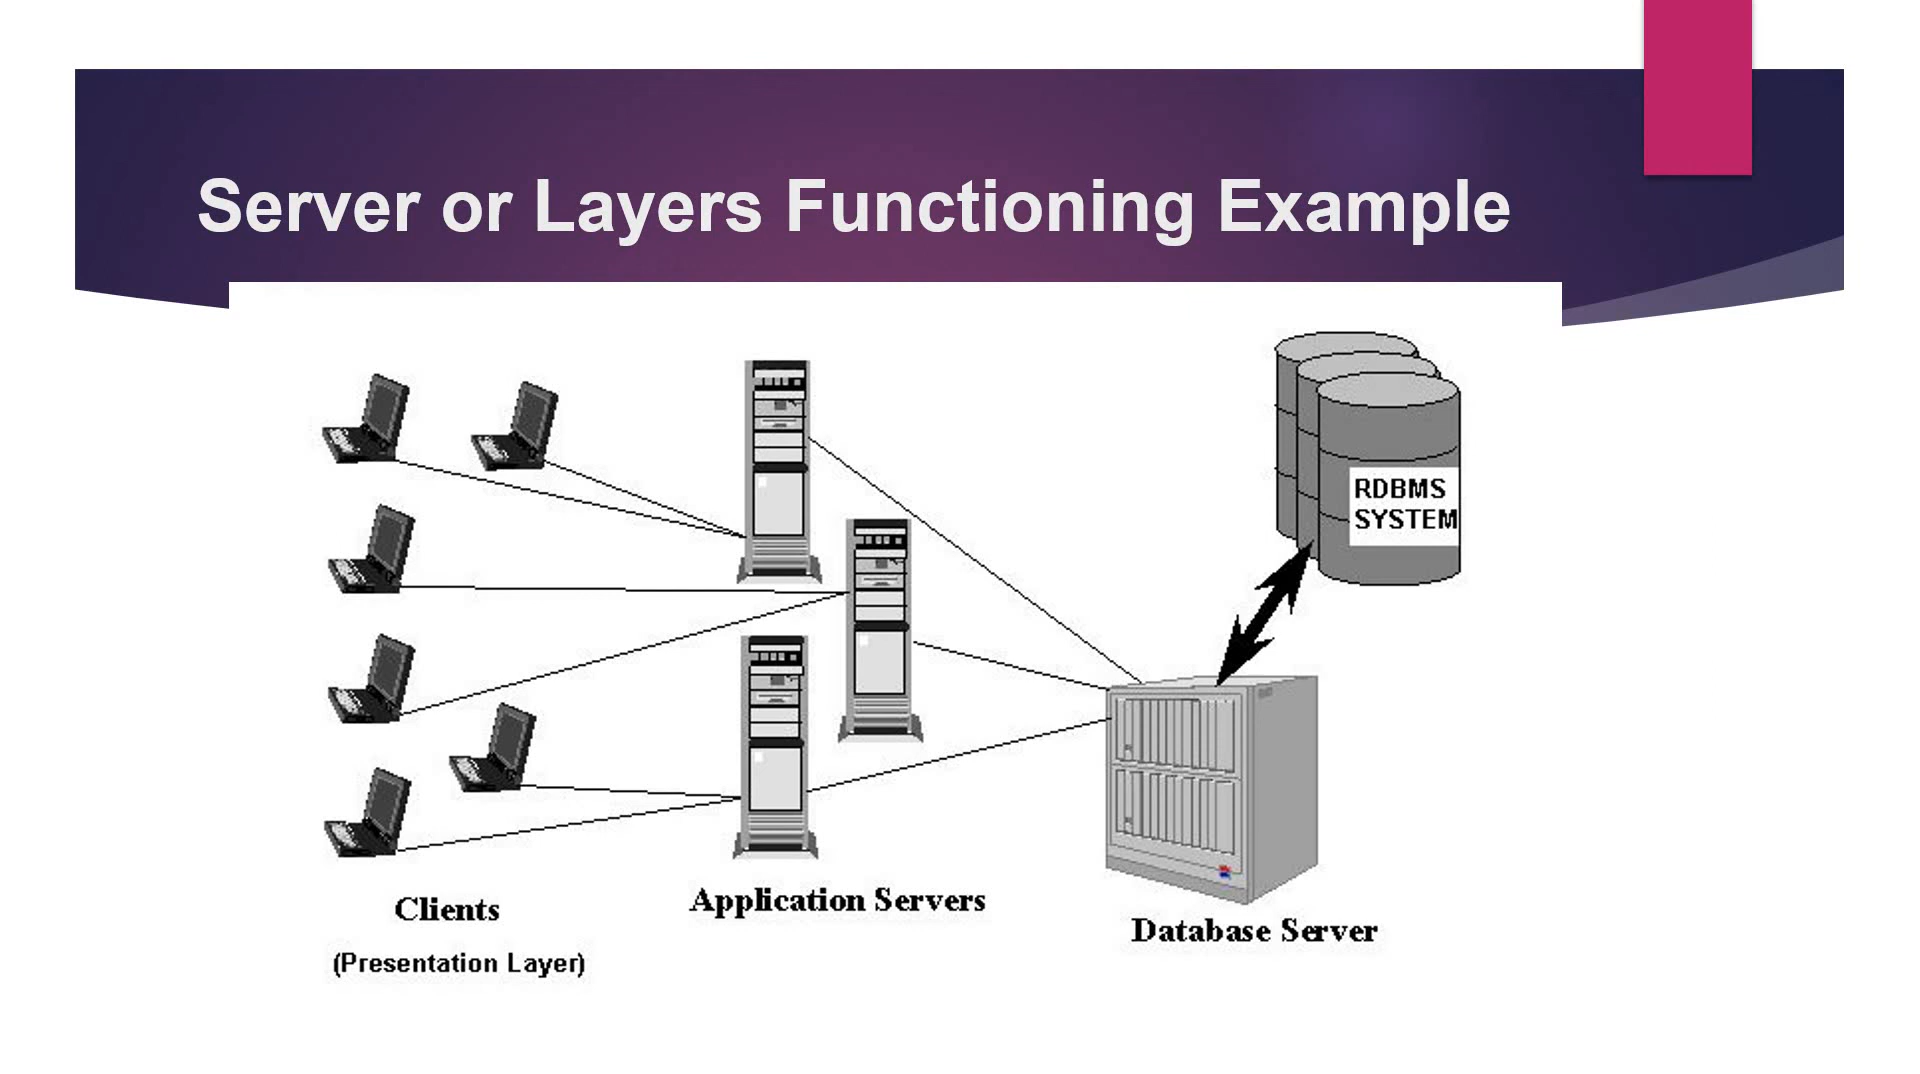 Server or Layers Functioning Example
RDBMS
SYSTEM
Clients
(Presentation Layer)
Application Servers
Database Server